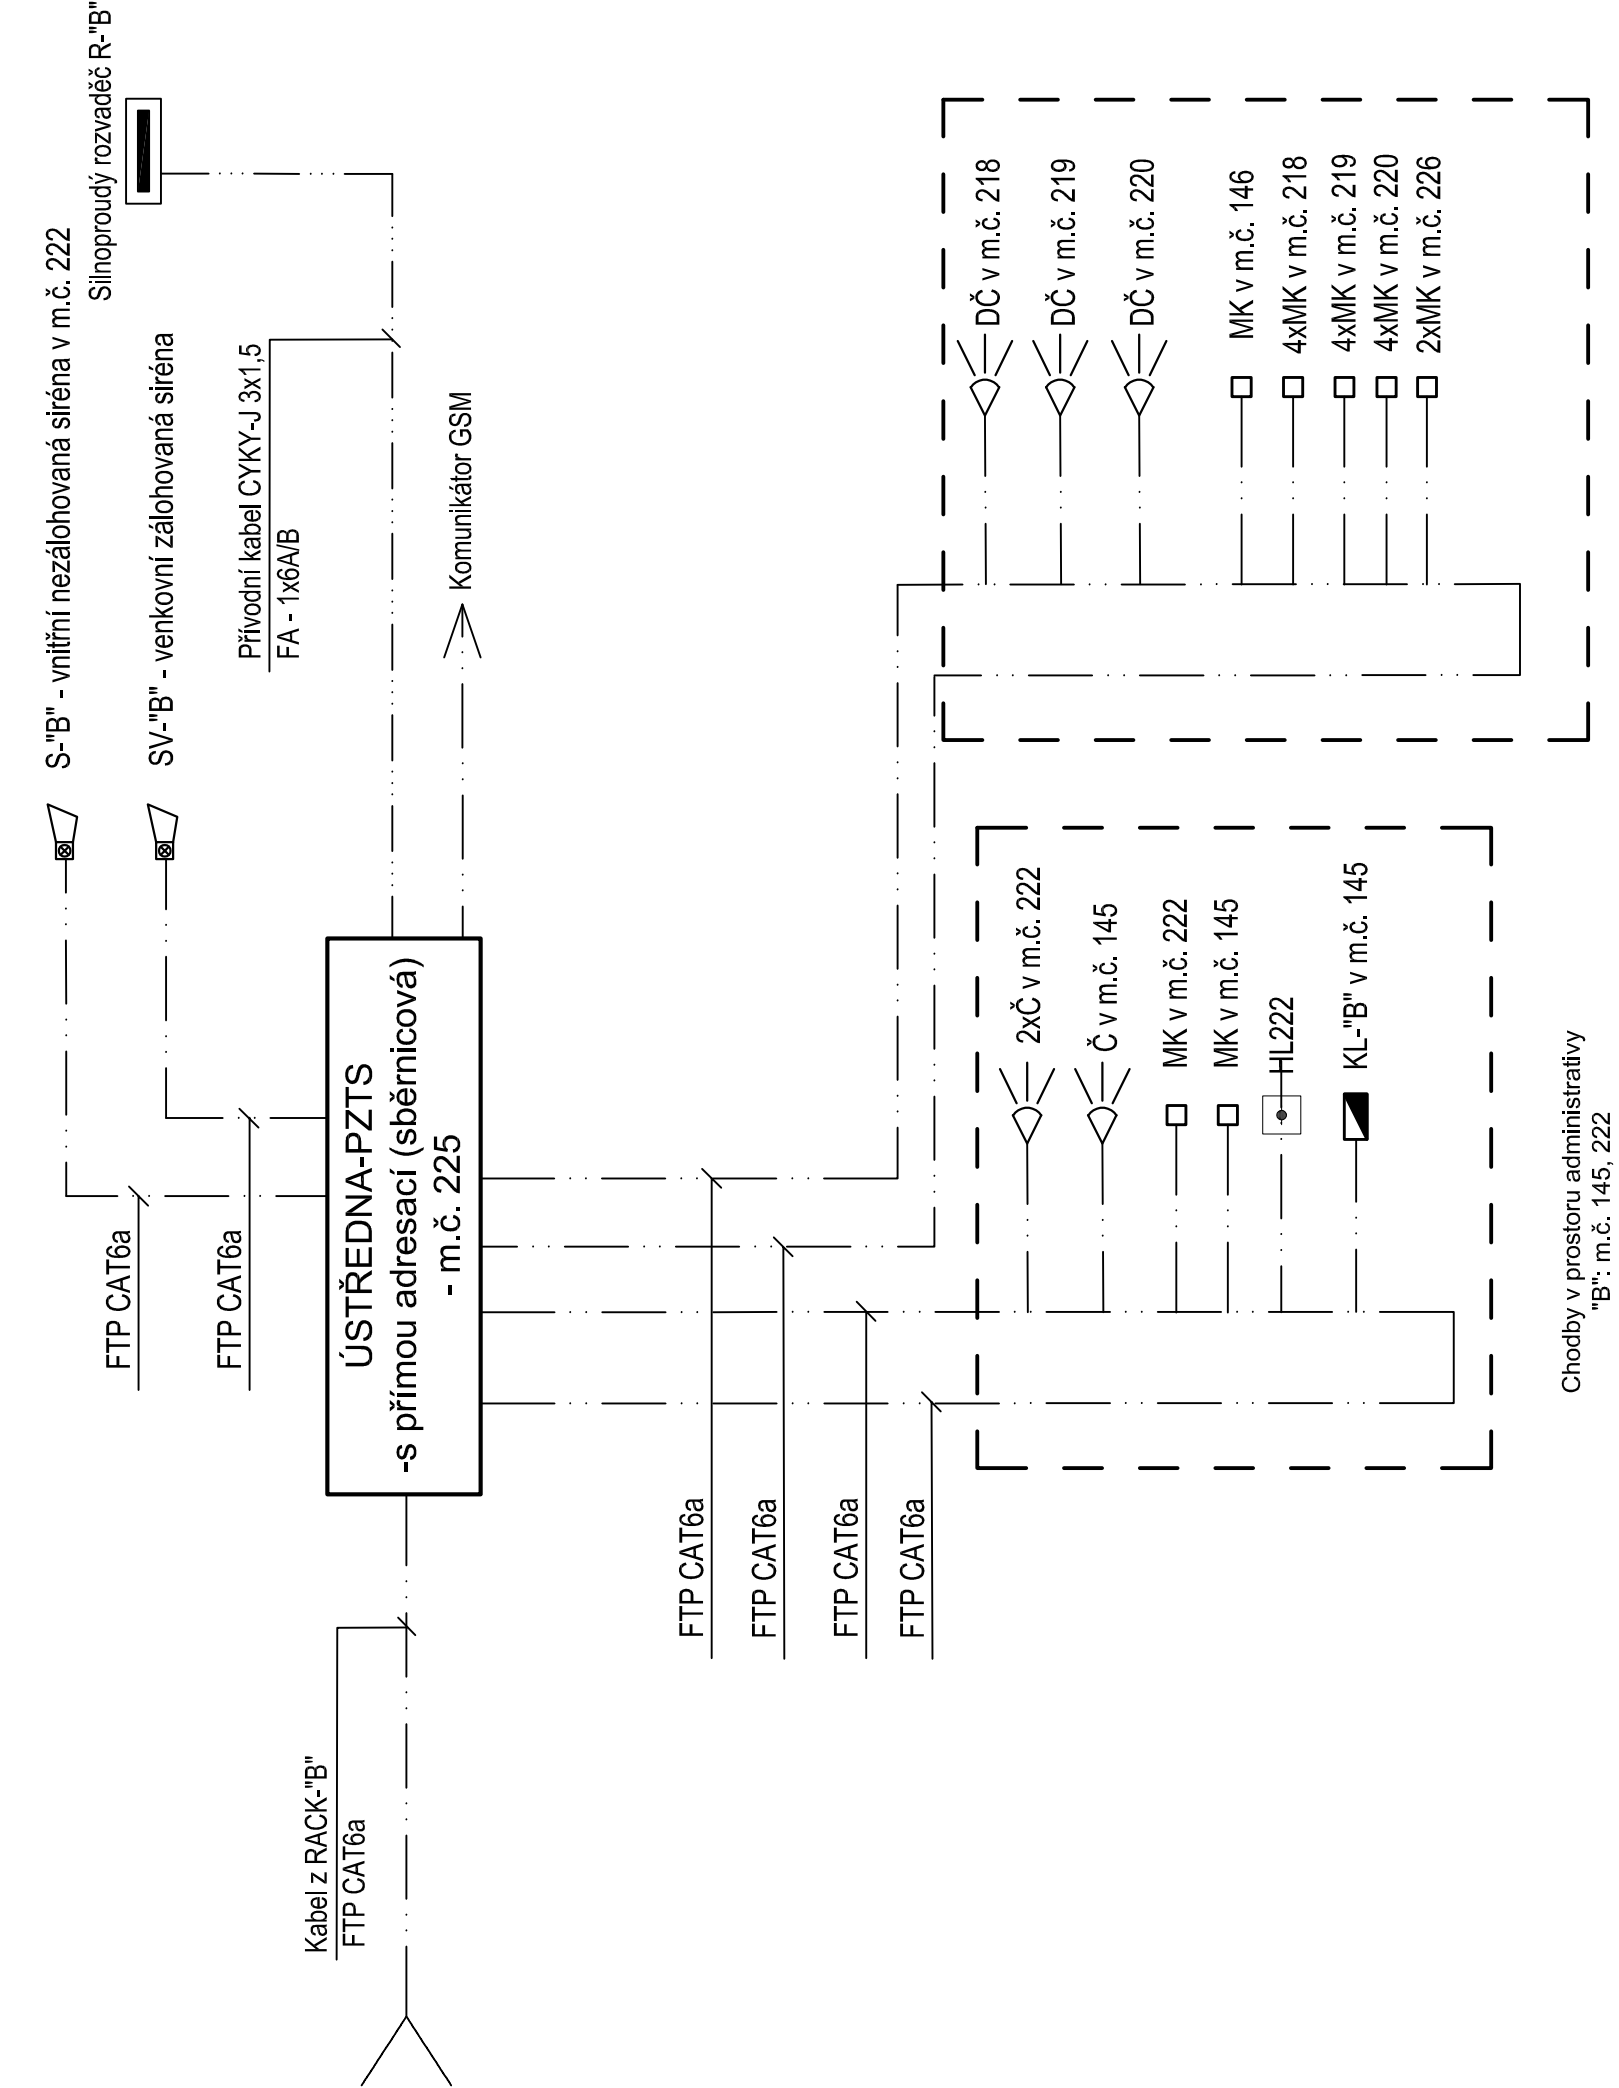 S-"B" - vnitřní nezálohovaná siréna v m.č. 222
Silnoproudý rozvaděč R-"B"
SV-"B" - venkovní zálohovaná siréna
Přívodní kabel CYKY-J 3x1,5
FA - 1x6A/B
Komunikátor GSM
FTP CAT6a
FTP CAT6a
ÚSTŘEDNA-PZTS
-s přímou adresací (sběrnicová)
- m.č. 225
Kabel z RACK-"B"
FTP CAT6a
FTP CAT6a
FTP CAT6a
FTP CAT6a
FTP CAT6a
DČ v m.č. 218
DČ v m.č. 219
DČ v m.č. 220
MK v m.č. 146
4xMK v m.č. 218
4xMK v m.č. 219
4xMK v m.č. 220
2xMK v m.č. 226
2xČ v m.č. 222
Č v m.č. 145
MK v m.č. 222
MK v m.č. 145
HL222
KL-"B" v m.č. 145
Chodby v prostoru administrativy
"B": m.č. 145, 222